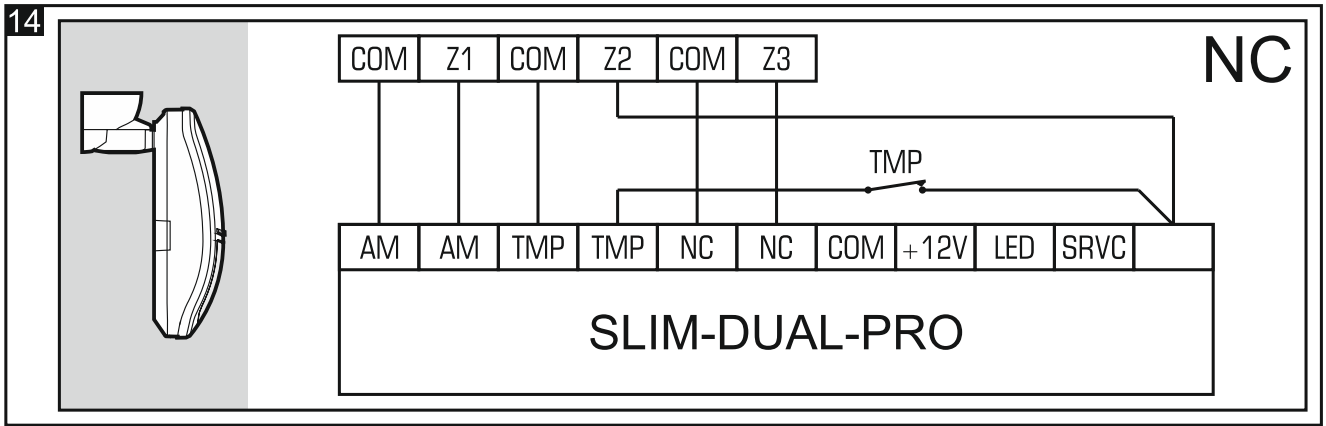 14
COM Z1 COM Z2 COM Z3
NC
TMP
AM AM TMP TMP NC NC COM +12V LED SRVC
SLIM-DUAL-PRO